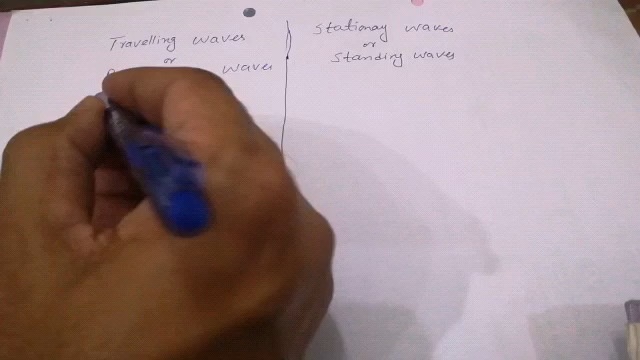 Travelling waves
or
waves
Stationay waves
or
Standing waves